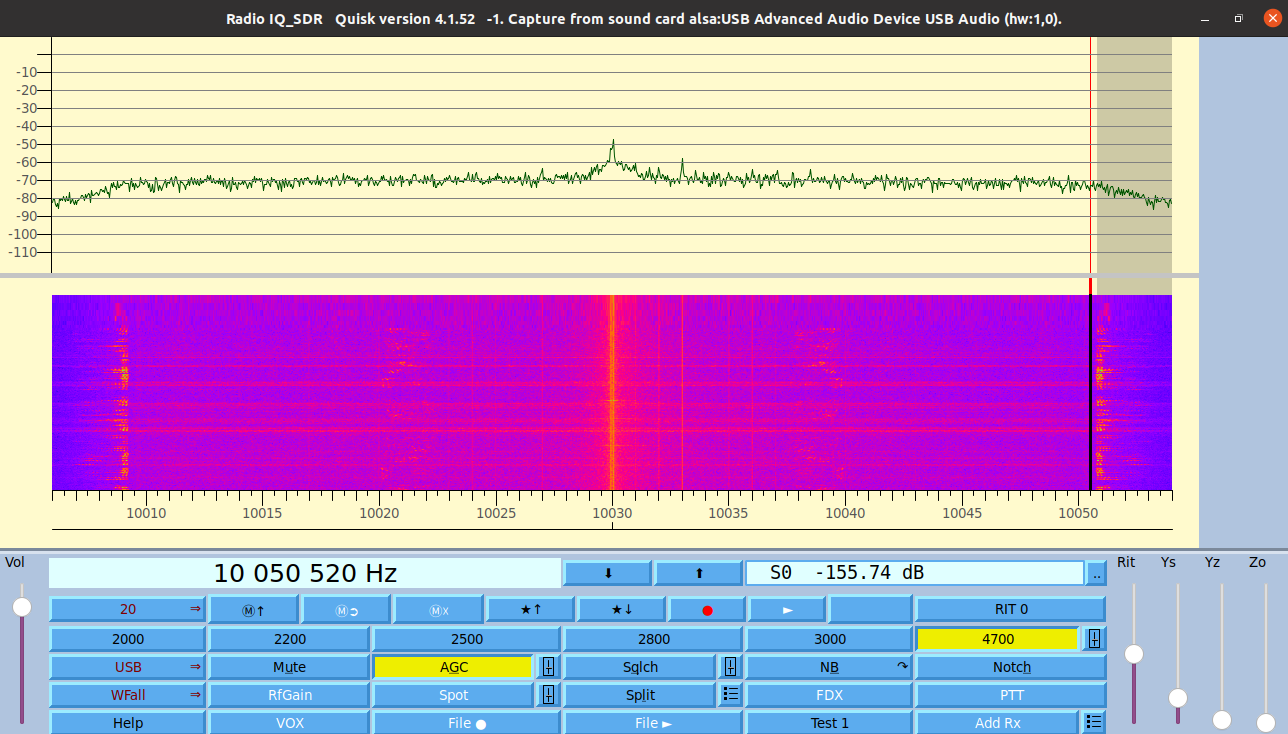 Radio IQ_SDR   Quisk version 4.1.52   -1. Capture from sound card alsa:USB Advanced Audio Device USB Audio (hw:1,0).
-10
-20
-30
-40
-50
-60
-70
-80
-90
-100
-110
10010 10015 10020 10025 10030 10035 10040 10045 10050
Vol Rit Ys Yz Zo
10 050 520 Hz ⬇ ⬆ S0 -155.74 dB ..
20 ⇒ Ⓜ↑ Ⓜ➲ Ⓜ☓ ★↑ ★↓ ● ► RIT 0
2000 2200 2500 2800 3000 4700
USB ⇒ Mute AGC Sqlch NB ↷ Notch
WFall ⇒ RfGain Spot Split FDX PTT
Help VOX File ● File ► Test 1 Add Rx